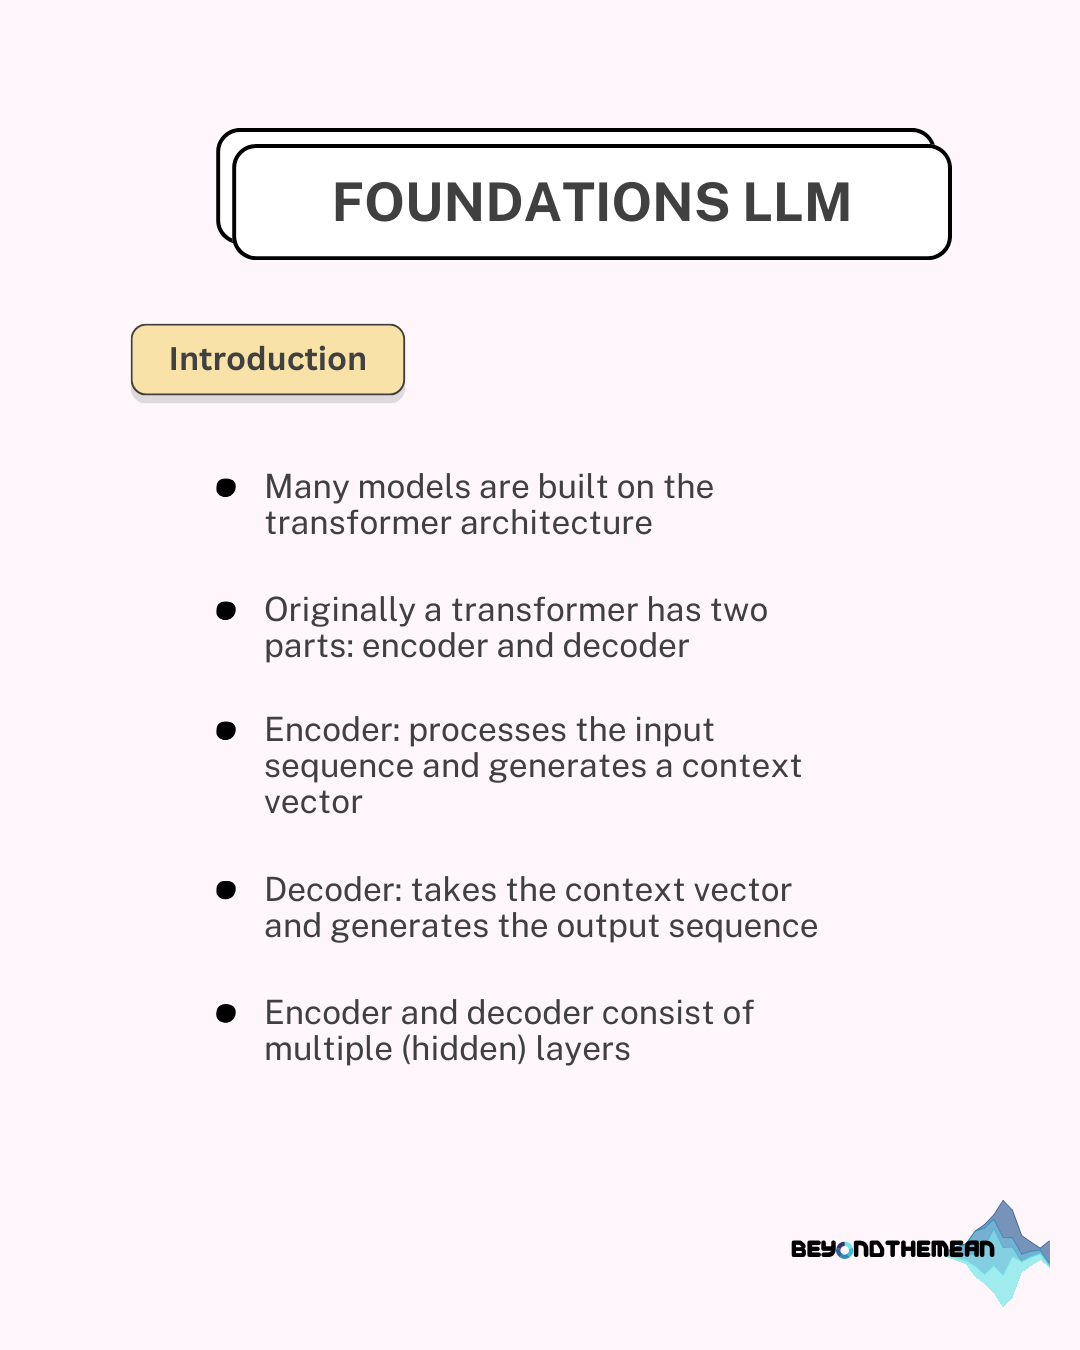 FOUNDATIONS LLM
Introduction
Many models are built on the
transformer architecture
Originally a transformer has two
parts: encoder and decoder
Encoder: processes the input
sequence and generates a context
vector
Decoder: takes the context vector
and generates the output sequence
Encoder and decoder consist of
multiple (hidden) layers
BEYONDTHEMEAN